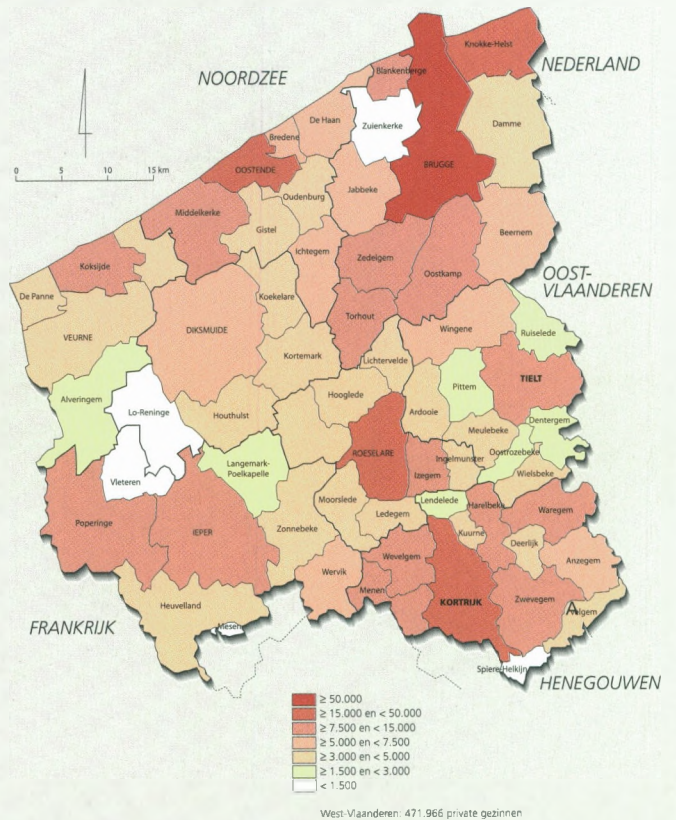 Knokke-Heist
NOORDZEE
Blankenberge
NEDERLAND
Zuienkerke
Damme
De Haan
Bredene
0 5 10 15 km
OOSTENDE
BRUGGE
Oudenburg
Jabbeke
Middelkerke
Gistel
Beernem
Ichtegem
Zedelgem
Koksijde
Oostkamp
OOST-
VLAANDEREN
De Panne
Koekelare
Torhout
DIKSMUIDE
Wingene
Ruiselede
VEURNE
Kortemark
Lichtervelde
TIELT
Pittem
Alveringem
Hooglede
Lo-Reninge
Houthulst
Ardooie
Dentergem
Meulebeke
ROESELARE
Oostrozebeke
Ingelmunster
Langemark-
Poelkapelle
Izegem
Wielsbeke
Vleteren
Moorslede
Lendelede
Harelbeke
Waregem
Ledegem
Poperinge
IEPER
Zonnebeke
Kuurne
Deerlijk
Wevelgem
Anzegem
Wervik
Menen
Zwevegem
Heuvelland
KORTRIJK
A
elgem
Mesen
FRANKRIJK
Spiere-Helkijn
HENEGOUWEN
≥ 50.000
≥ 15.000 en < 50.000
≥ 7.500 en < 15.000
≥ 5.000 en < 7.500
≥ 3.000 en < 5.000
≥ 1.500 en < 3.000
< 1.500
West-Vlaanderen: 471.966 private gezinnen